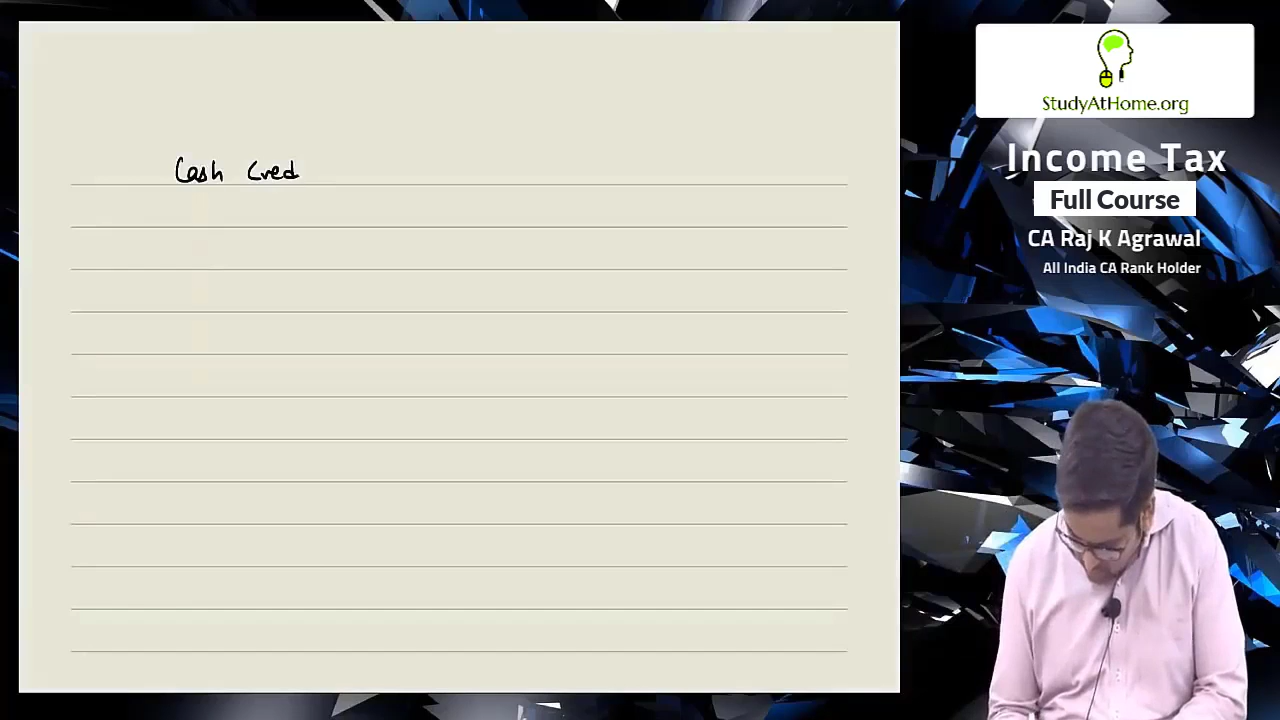 Cash Cred
StudyAtHome.org
Income Tax
Full Course
CA Raj K Agrawal
All India CA Rank Holder